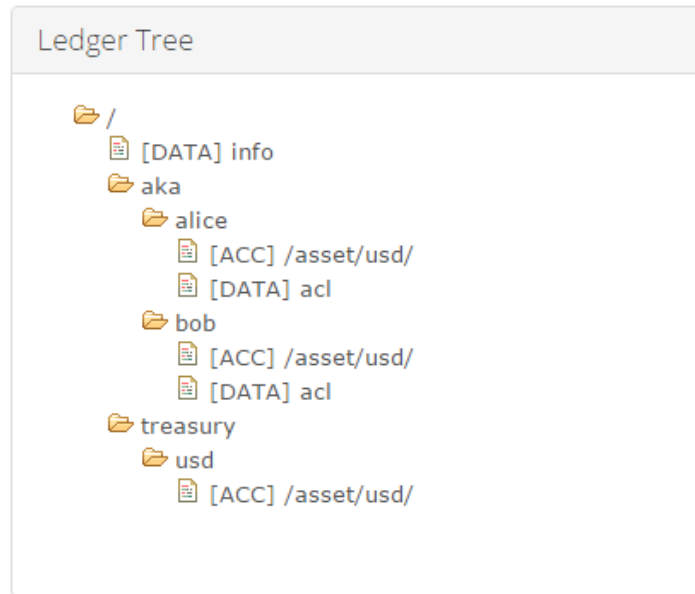 Ledger Tree
/
[DATA] info
aka
alice
[ACC] /asset/usd/
[DATA] acl
bob
[ACC] /asset/usd/
[DATA] acl
treasury
usd
[ACC] /asset/usd/